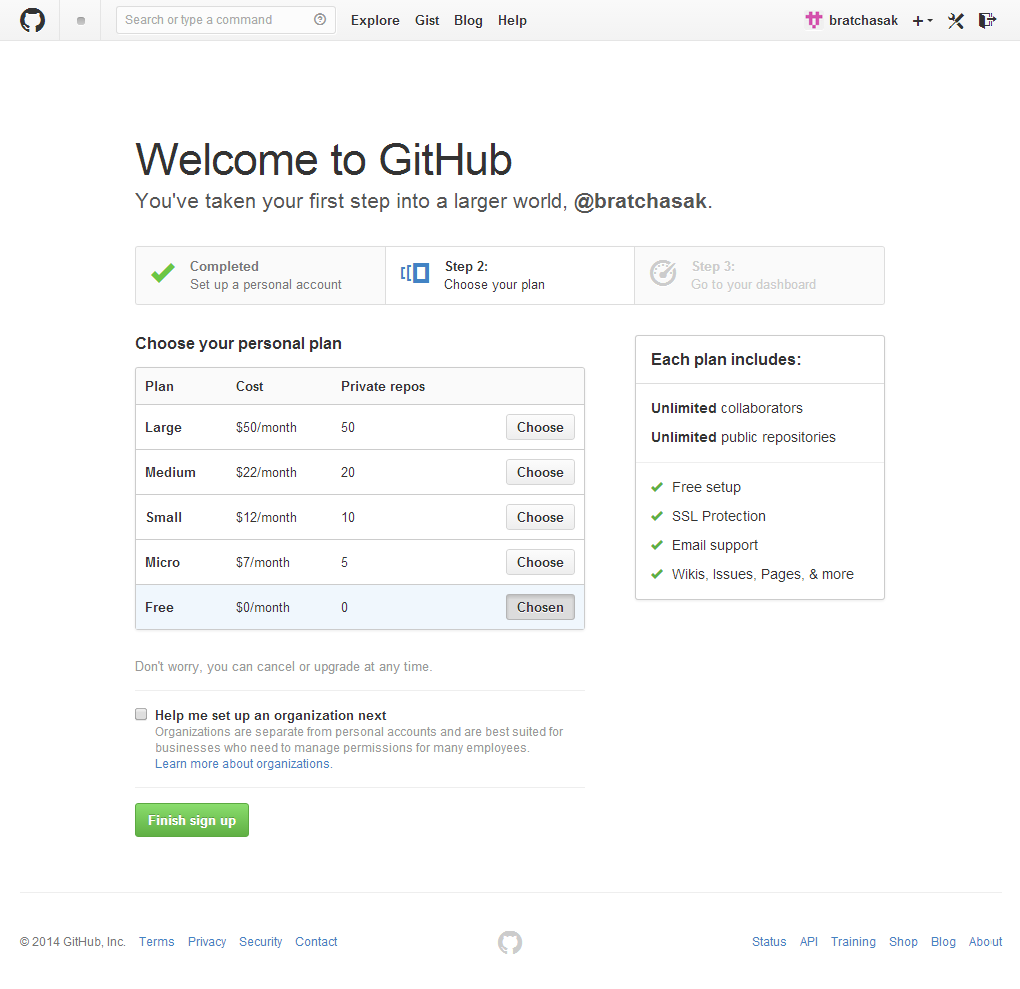 Search or type a command
Explore Gist Blog Help
bratchasak
Welcome to GitHub
You've taken your first step into a larger world, @bratchasak.
Completed
Set up a personal account
Step 2:
Choose your plan
Step 3:
Go to your dashboard
Choose your personal plan
Plan Cost Private repos
Large $50/month 50 Choose
Medium $22/month 20 Choose
Small $12/month 10 Choose
Micro $7/month 5 Choose
Free $0/month 0 Chosen
Don't worry, you can cancel or upgrade at any time.
Help me set up an organization next
Organizations are separate from personal accounts and are best suited for
businesses who need to manage permissions for many employees.
Learn more about organizations.
Finish sign up
Each plan includes:
Unlimited collaborators
Unlimited public repositories
Free setup
SSL Protection
Email support
Wikis, Issues, Pages, & more
© 2014 GitHub, Inc. Terms Privacy Security Contact
Status API Training Shop Blog About